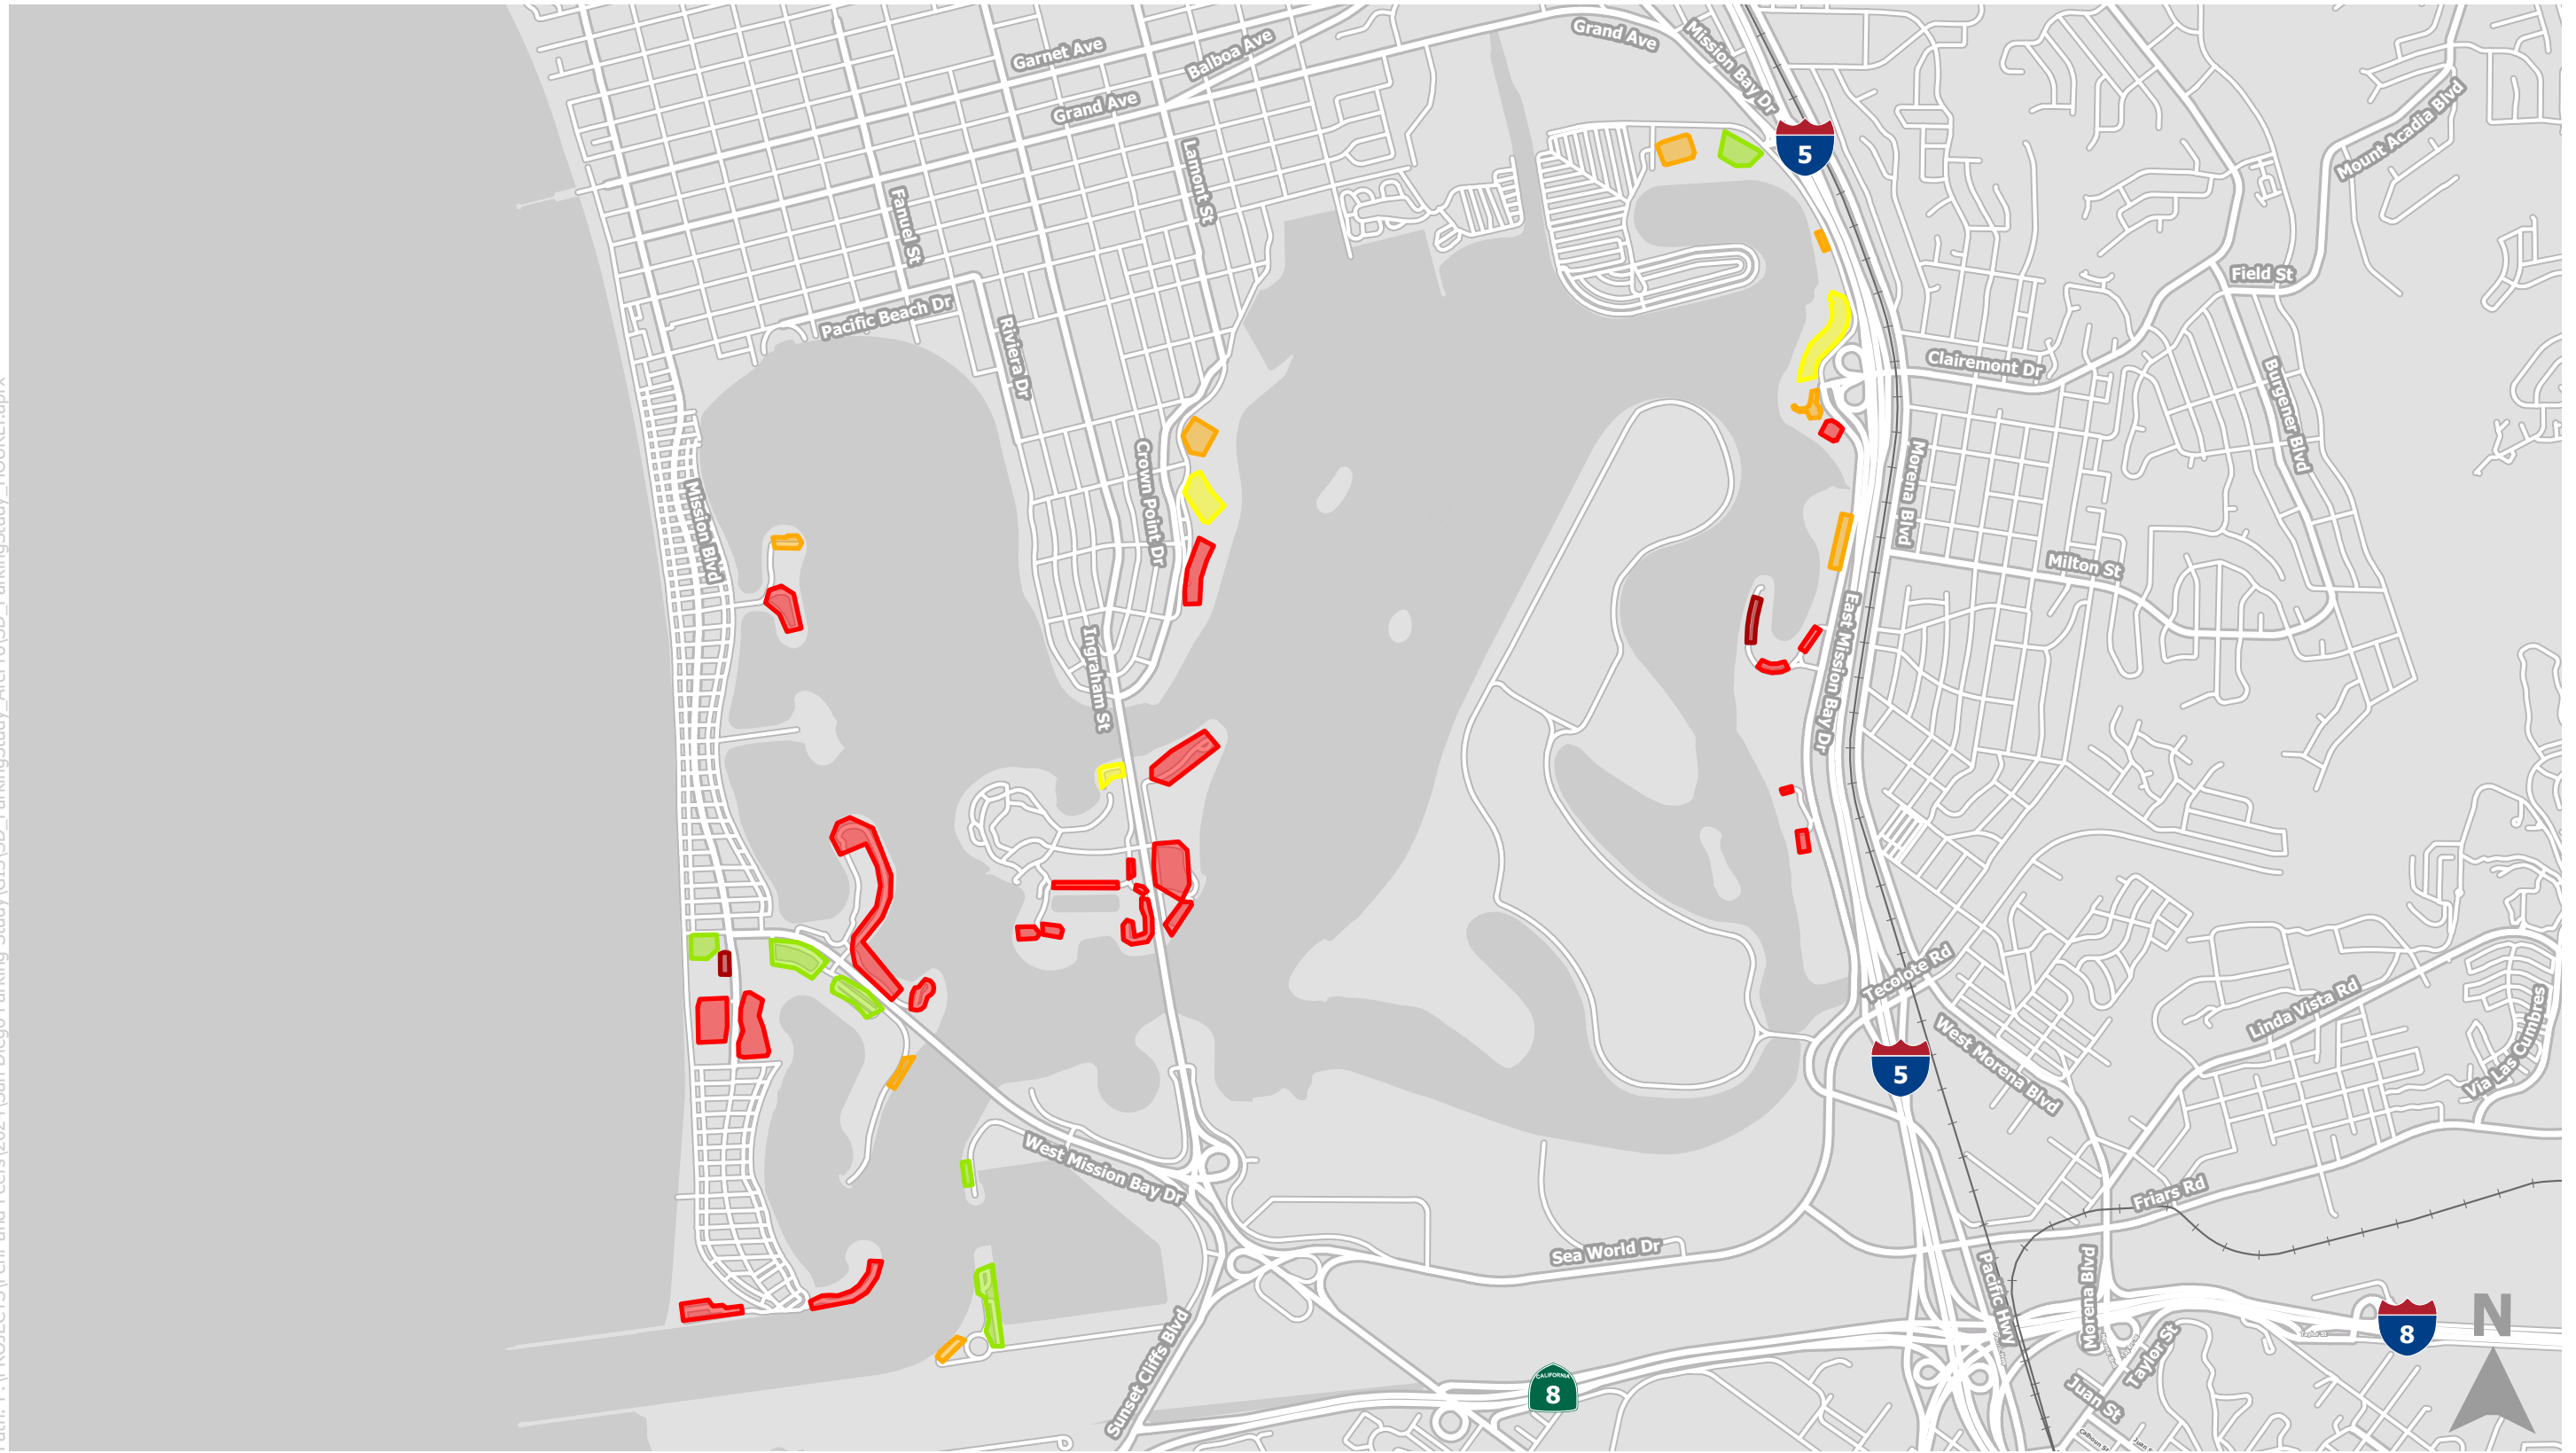 Garnet Ave
Balboa Ave
Grand Ave
Mission Bay Dr
Grand Ave
5
Mount Acadia Blvd
Lamont St
Fanuel St
Field St
Pacific Beach Dr
Riviera Dr
Clairemont Dr
Burgener Blvd
Crown Point Dr
Morena Blvd
Mission Blvd
Milton St
Ingraham St
East Mission Bay Dr
Tecolote Rd
Linda Vista Rd
Via Las Cumbres
West Morena Blvd
5
West Mission Bay Dr
Friars Rd
Sea World Dr
Pacific Hwy
Morena Blvd
Taylor St
Juan St
Sunset Cliffs Blvd
CALIFORNIA
8
8
N